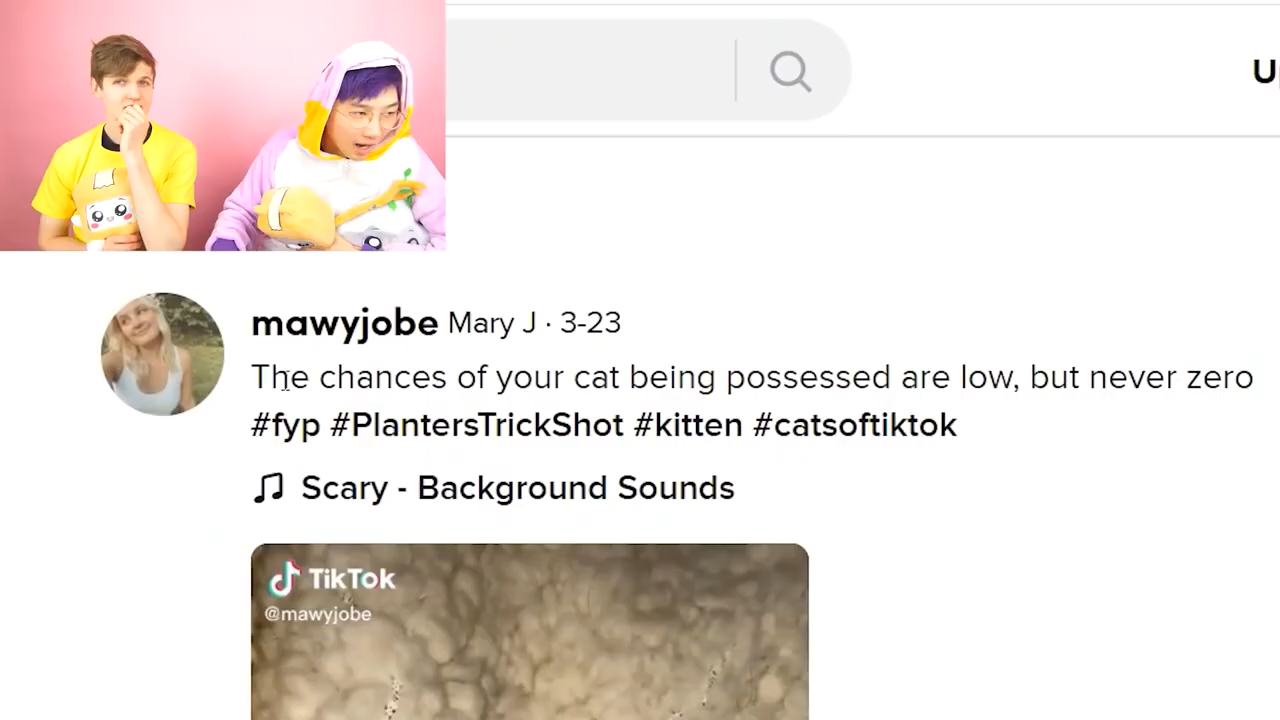 Up
mawyjobe Mary J · 3-23
The chances of your cat being possessed are low, but never zero
#fyp #PlantersTrickShot #kitten #catsoftiktok
Scary - Background Sounds
TikTok
@mawyjobe